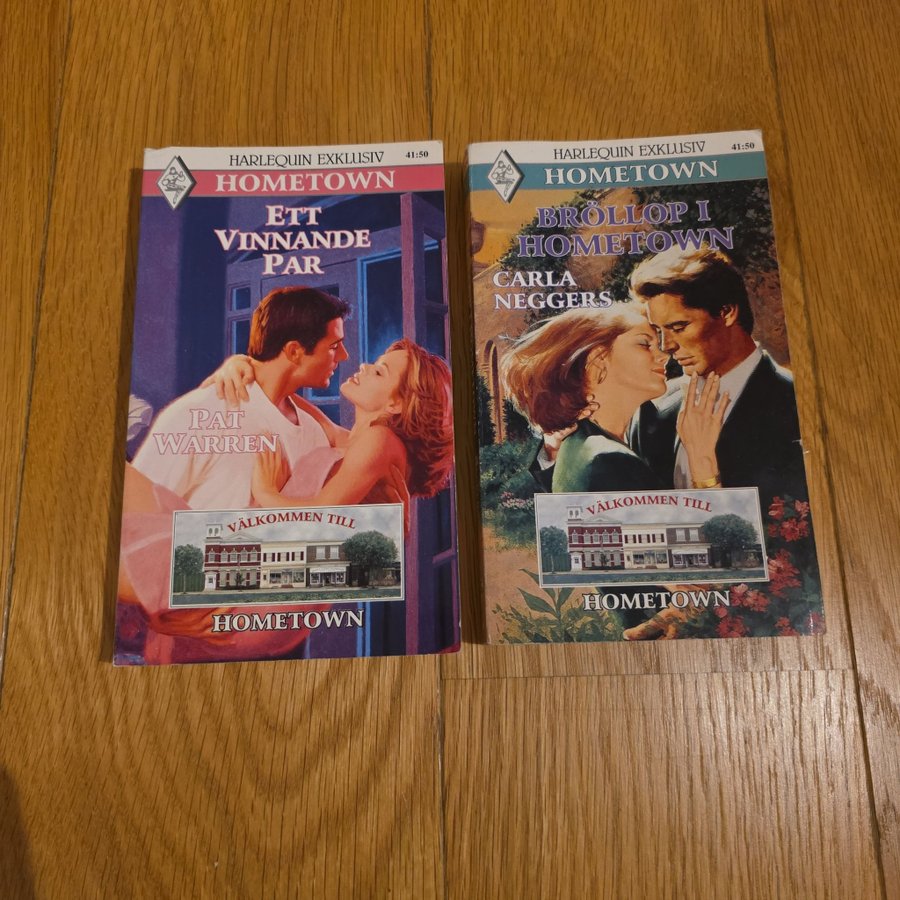 HARLEQUIN EXKLUSIV 41:50
HOMETOWN
ETT
VINNANDE
PAR
PAT
WARREN
VÄLKOMMEN TILL
HOMETOWN
HARLEQUIN EXKLUSIV 41:50
HOMETOWN
BRÖLLOP I
HOMETOWN
CARLA
NEGGERS
VÄLKOMMEN TILL
HOMETOWN